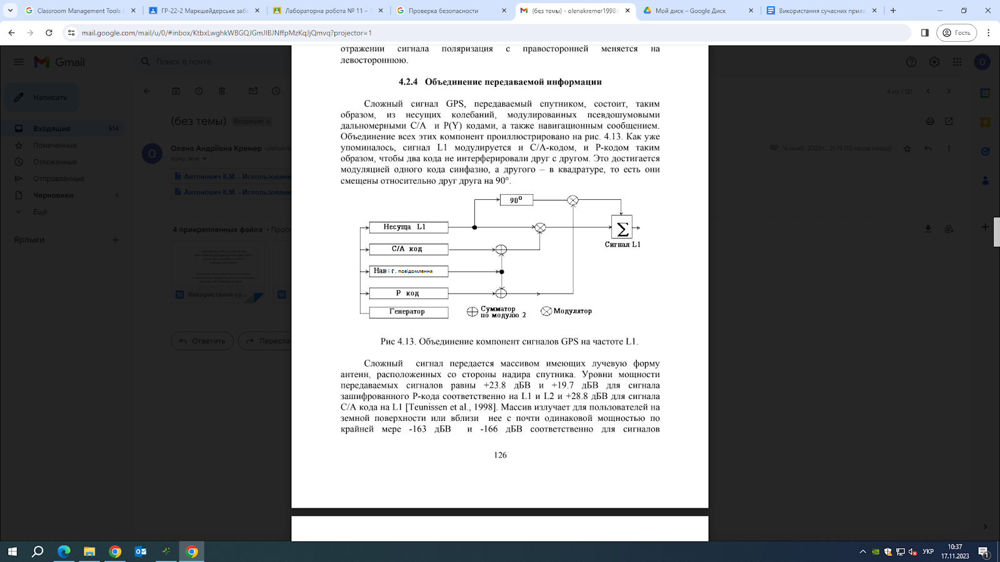 Classroom Management Tools
ГР-22-2 Маркшейдерське заб
Лабораторна робота № 11 –
Проверка безопасности
(без темы) - olenakremer1998@
Мой диск – Google Диск
Використання сучасних прила
mail.google.com/mail/u/0/#inbox/KtbxLwghkWBGQJGmJlBJNffpMzKqJjQmvq?projector=1
Гость
Gmail
Поиск в почте
O
Написать
4 из 1 121
Входящие 514
Помеченные
Отложенные
Отправленные
Черновики 4
Ещё
Ярлыки
(без темы) Входящие
O
Олена Андріївна Кремер <olenakre
кому: мне
16 нояб. 2023 г., 21:19 (13 часов назад)
Антонович К.М. - Использовани
Антонович К.М. - Использовани
4 прикрепленных файла • Проси
Використання су...
Ответить
Пересла
отражении сигнала поляризация с правосторонней меняется на
левостороннюю.
4.2.4 Объединение передаваемой информации
Сложный сигнал GPS, передаваемый спутником, состоит, таким
образом, из несущих колебаний, модулированных псевдошумовыми
дальномерными С/А и P(Y) кодами, а также навигационным сообщением.
Объединение всех этих компонент проиллюстрировано на рис. 4.13. Как уже
упоминалось, сигнал L1 модулируется и С/А-кодом, и Р-кодом таким
образом, чтобы два кода не интерферировали друг с другом. Это достигается
модуляцией одного кода синфазно, а другого – в квадратуре, то есть они
смещены относительно друг друга на 90°.
90°
Несуща L1
Σ
Сигнал L1
С/А код
Навіг. повідомлення
Р код
Генератор
Сумматор
по модулю 2
Модулятор
Рис 4.13. Объединение компонент сигналов GPS на частоте L1.
Сложный сигнал передается массивом имеющих лучевую форму
антенн, расположенных со стороны надира спутника. Уровни мощности
передаваемых сигналов равны +23.8 дБВ и +19.7 дБВ для сигнала
зашифрованного Р-кода соответственно на L1 и L2 и +28.8 дБВ для сигнала
С/А кода на L1 [Teunissen et al., 1998]. Массив излучает для пользователей на
земной поверхности или вблизи нее с почти одинаковой мощностью по
крайней мере -163 дБВ и -166 дБВ соответственно для сигналов
126
УКР
10:37
17.11.2023
1